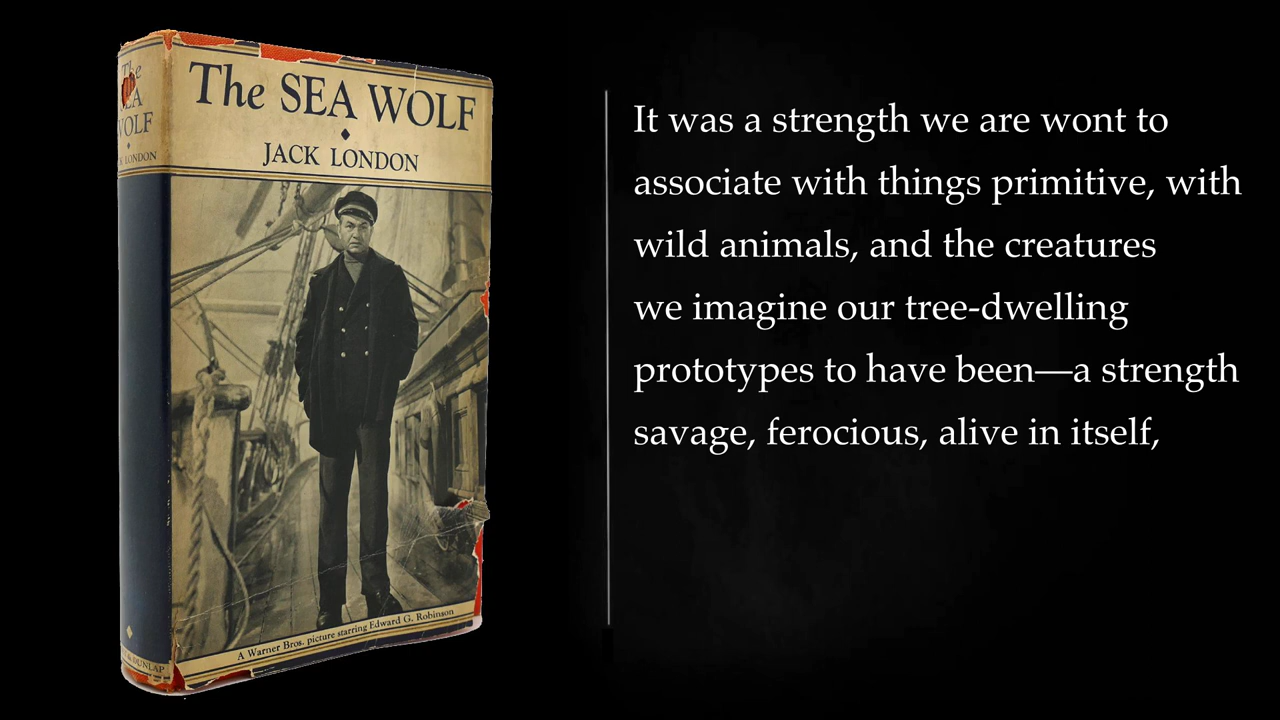 The
SEA
WOLF
LONDON
DUNLAP
The SEA WOLF
JACK LONDON
A Warner Bros. picture starring Edward G. Robinson
It was a strength we are wont to
associate with things primitive, with
wild animals, and the creatures
we imagine our tree-dwelling
prototypes to have been—a strength
savage, ferocious, alive in itself,